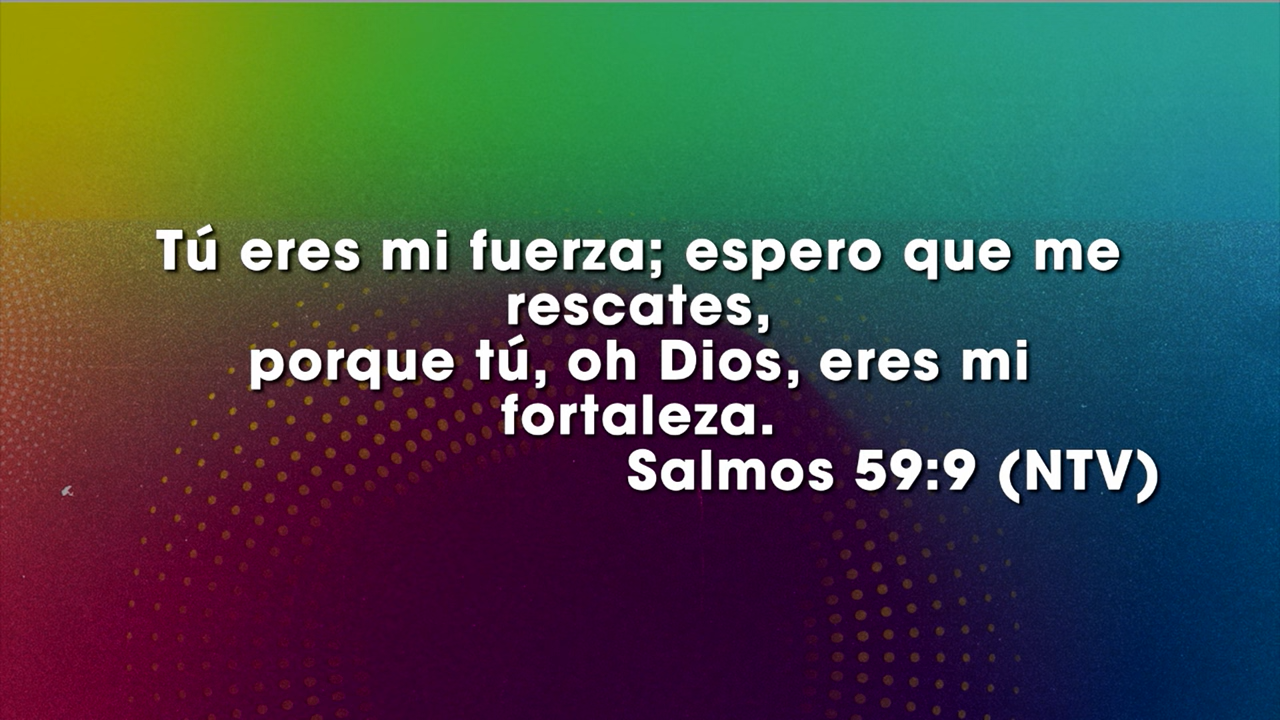 Tú eres mi fuerza; espero que me
rescates,
porque tú, oh Dios, eres mi
fortaleza.
Salmos 59:9 (NTV)